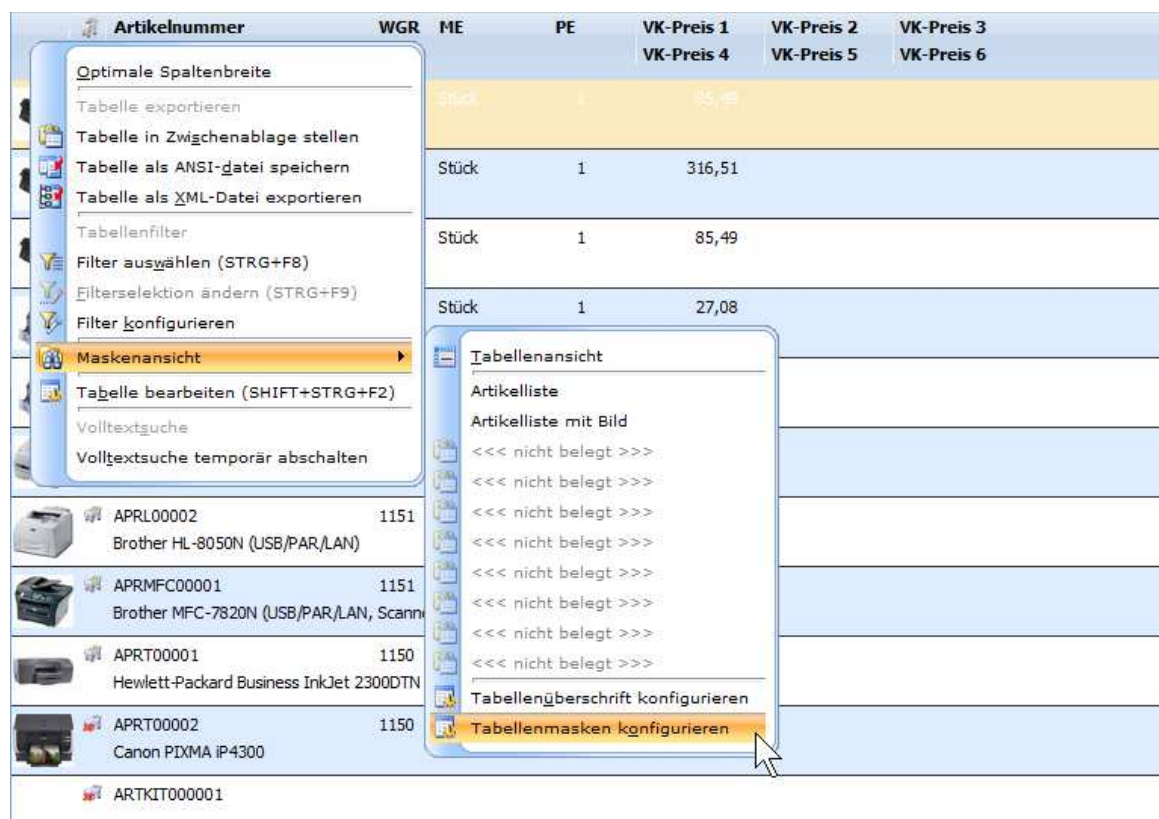 Artikelnummer WGR ME PE VK-Preis 1 VK-Preis 2 VK-Preis 3
VK-Preis 4 VK-Preis 5 VK-Preis 6
Optimale Spaltenbreite
Tabelle exportieren
Stück 1 85,49
Tabelle in Zwischenablage stellen
Tabelle als ANSI-datei speichern
Stück 1 316,51
Tabelle als XML-Datei exportieren
Tabellenfilter
Stück 1 85,49
Filter auswählen (STRG+F8)
Filterselektion ändern (STRG+F9)
Stück 1 27,08
Filter konfigurieren
Maskenansicht
Tabelle bearbeiten (SHIFT+STRG+F2)
Volltextsuche
Volltextsuche temporär abschalten
Tabellenansicht
Artikelliste
Artikelliste mit Bild
<<< nicht belegt >>>
<<< nicht belegt >>>
<<< nicht belegt >>>
<<< nicht belegt >>>
<<< nicht belegt >>>
<<< nicht belegt >>>
<<< nicht belegt >>>
<<< nicht belegt >>>
Tabellenüberschrift konfigurieren
Tabellenmasken konfigurieren
APRL00002 1151
Brother HL-8050N (USB/PAR/LAN)
APRMFC00001 1151
Brother MFC-7820N (USB/PAR/LAN, Scann
APRT00001 1150
Hewlett-Packard Business InkJet 2300DTN
APRT00002 1150
Canon PIXMA iP4300
ARTKIT000001